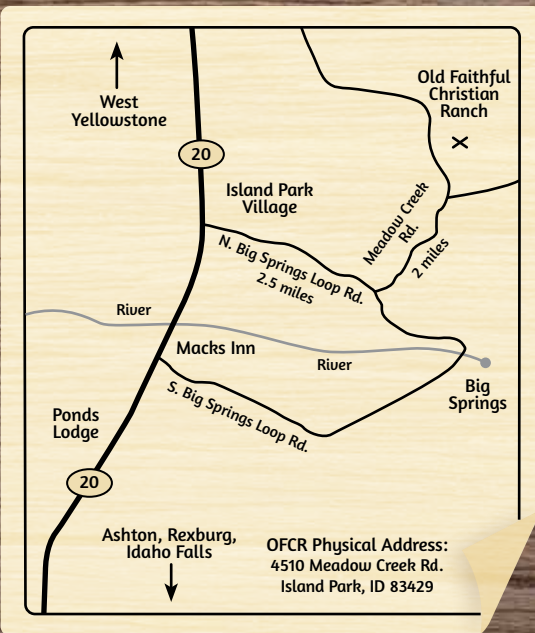 West
Yellowstone
Old Faithful
Christian
Ranch
20
Island Park
Village
Meadow Creek
Rd.
2 miles
N. Big Springs Loop Rd.
2.5 miles
River
Macks Inn
River
Big
Springs
S. Big Springs Loop Rd.
Ponds
Lodge
20
Ashton, Rexburg,
Idaho Falls
OFCR Physical Address:
4510 Meadow Creek Rd.
Island Park, ID 83429